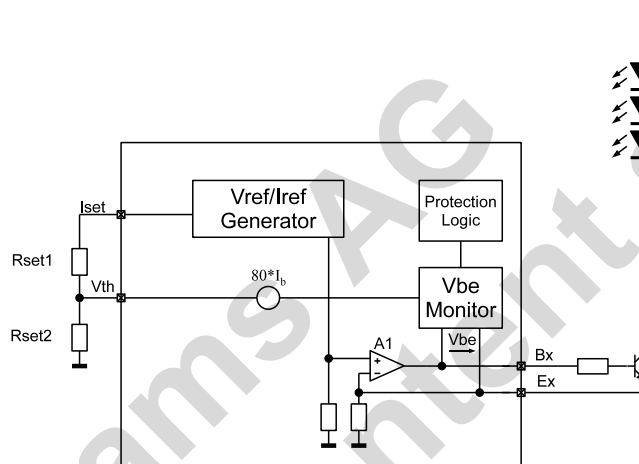 ams AG
Content s
Iset
Vref/Iref
Generator
Protection
Logic
Rset1
Vth
80*Ib
Vbe
Monitor
Rset2
A1
Vbe
Bx
Ex
+
-